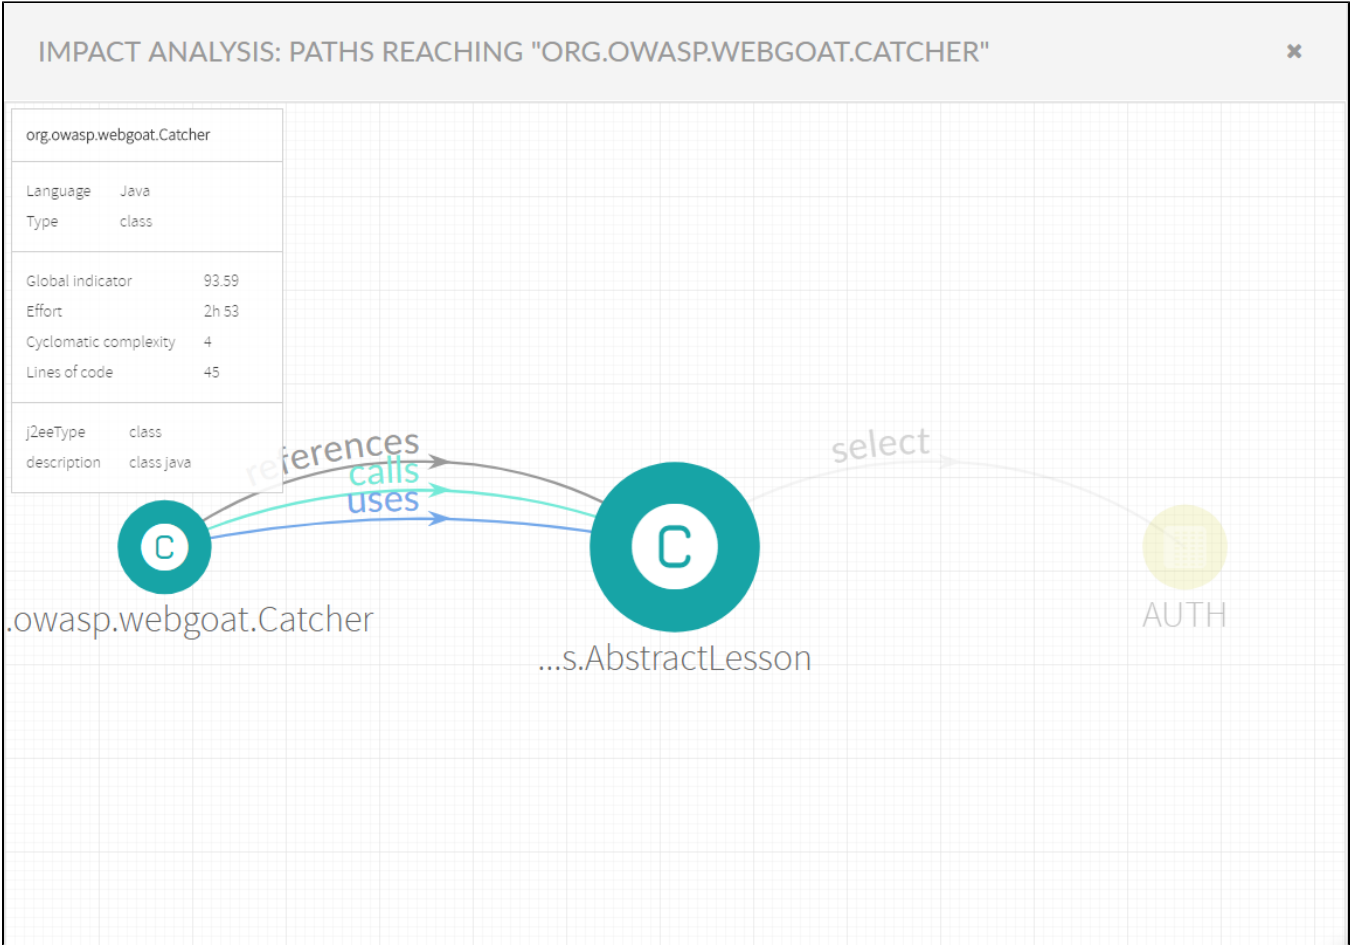 IMPACT ANALYSIS: PATHS REACHING "ORG.OWASP.WEBGOAT.CATCHER"
org.owasp.webgoat.Catcher
Language Java
Type class
Global indicator 93.59
Effort 2h 53
Cyclomatic complexity 4
Lines of code 45
j2eeType class
description class java
references
calls
uses
select
C
C
.owasp.webgoat.Catcher
...s.AbstractLesson
AUTH